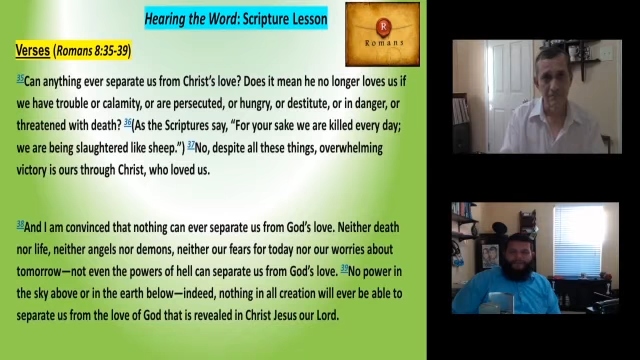 Hearing the Word: Scripture Lesson
R
Romans
Verses (Romans 8:35-39)
35Can anything ever separate us from Christ's love? Does it mean he no longer loves us if
we have trouble or calamity, or are persecuted, or hungry, or destitute, or in danger, or
threatened with death? 36(As the Scriptures say, “For your sake we are killed every day;
we are being slaughtered like sheep.”) 37No, despite all these things, overwhelming
victory is ours through Christ, who loved us.
38And I am convinced that nothing can ever separate us from God's love. Neither death
nor life, neither angels nor demons, neither our fears for today nor our worries about
tomorrow—not even the powers of hell can separate us from God's love. 39No power in
the sky above or in the earth below—indeed, nothing in all creation will ever be able to
separate us from the love of God that is revealed in Christ Jesus our Lord.